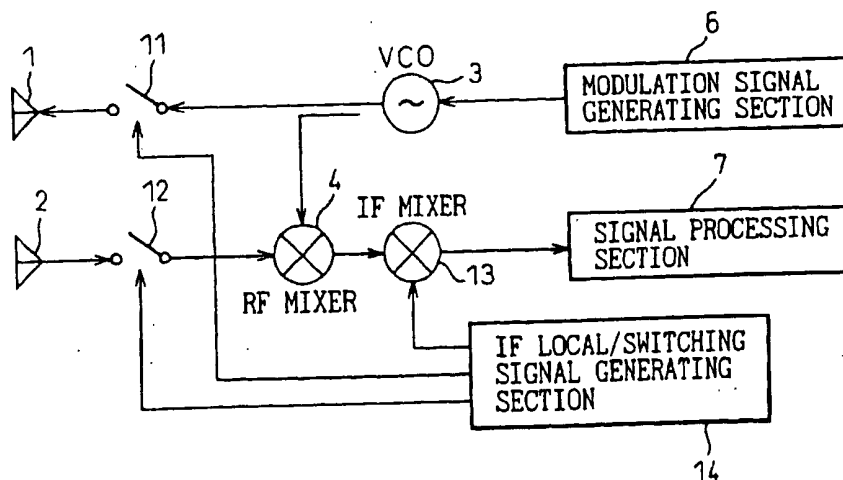 1
11
VCO
3
6
MODULATION SIGNAL
GENERATING SECTION
2
12
4
IF MIXER
7
SIGNAL PROCESSING
SECTION
RF MIXER
13
IF LOCAL/SWITCHING
SIGNAL GENERATING
SECTION
14